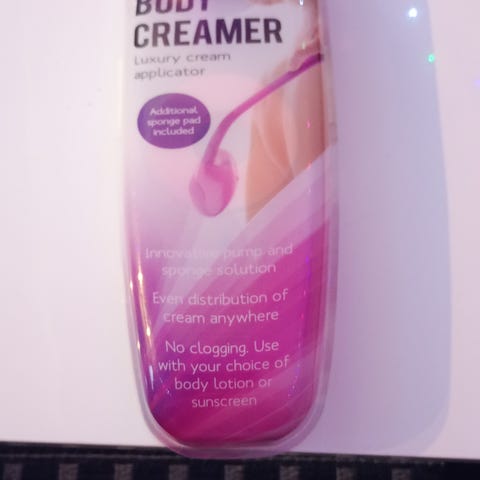 BODY
CREAMER
Luxury cream
applicator
Additional
sponge pad
included
Innovative pump and
sponge solution
Even distribution of
cream anywhere
No clogging. Use
with your choice of
body lotion or
sunscreen